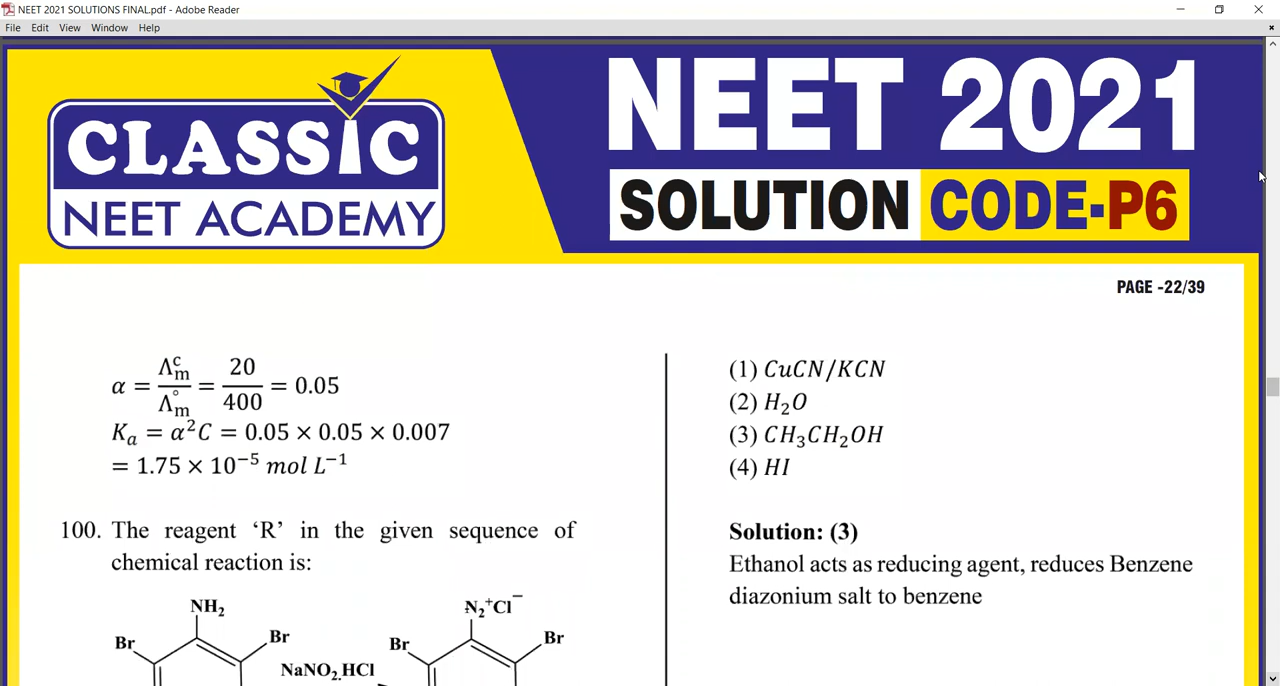 NEET 2021 SOLUTIONS FINAL.pdf - Adobe Reader
File Edit View Window Help
CLASSIC
NEET ACADEMY
NEET 2021
SOLUTION CODE-P6
PAGE -22/39
α = Λᶜₘ / Λ°ₘ = 20 / 400 = 0.05
Kₐ = α²C = 0.05 × 0.05 × 0.007
= 1.75 × 10⁻⁵ mol L⁻¹
100. The reagent ‘R’ in the given sequence of
chemical reaction is:
NH₂
Br
Br
NaNO₂.HCl
N₂⁺Cl⁻
Br
Br
(1) CuCN/KCN
(2) H₂O
(3) CH₃CH₂OH
(4) HI
Solution: (3)
Ethanol acts as reducing agent, reduces Benzene
diazonium salt to benzene